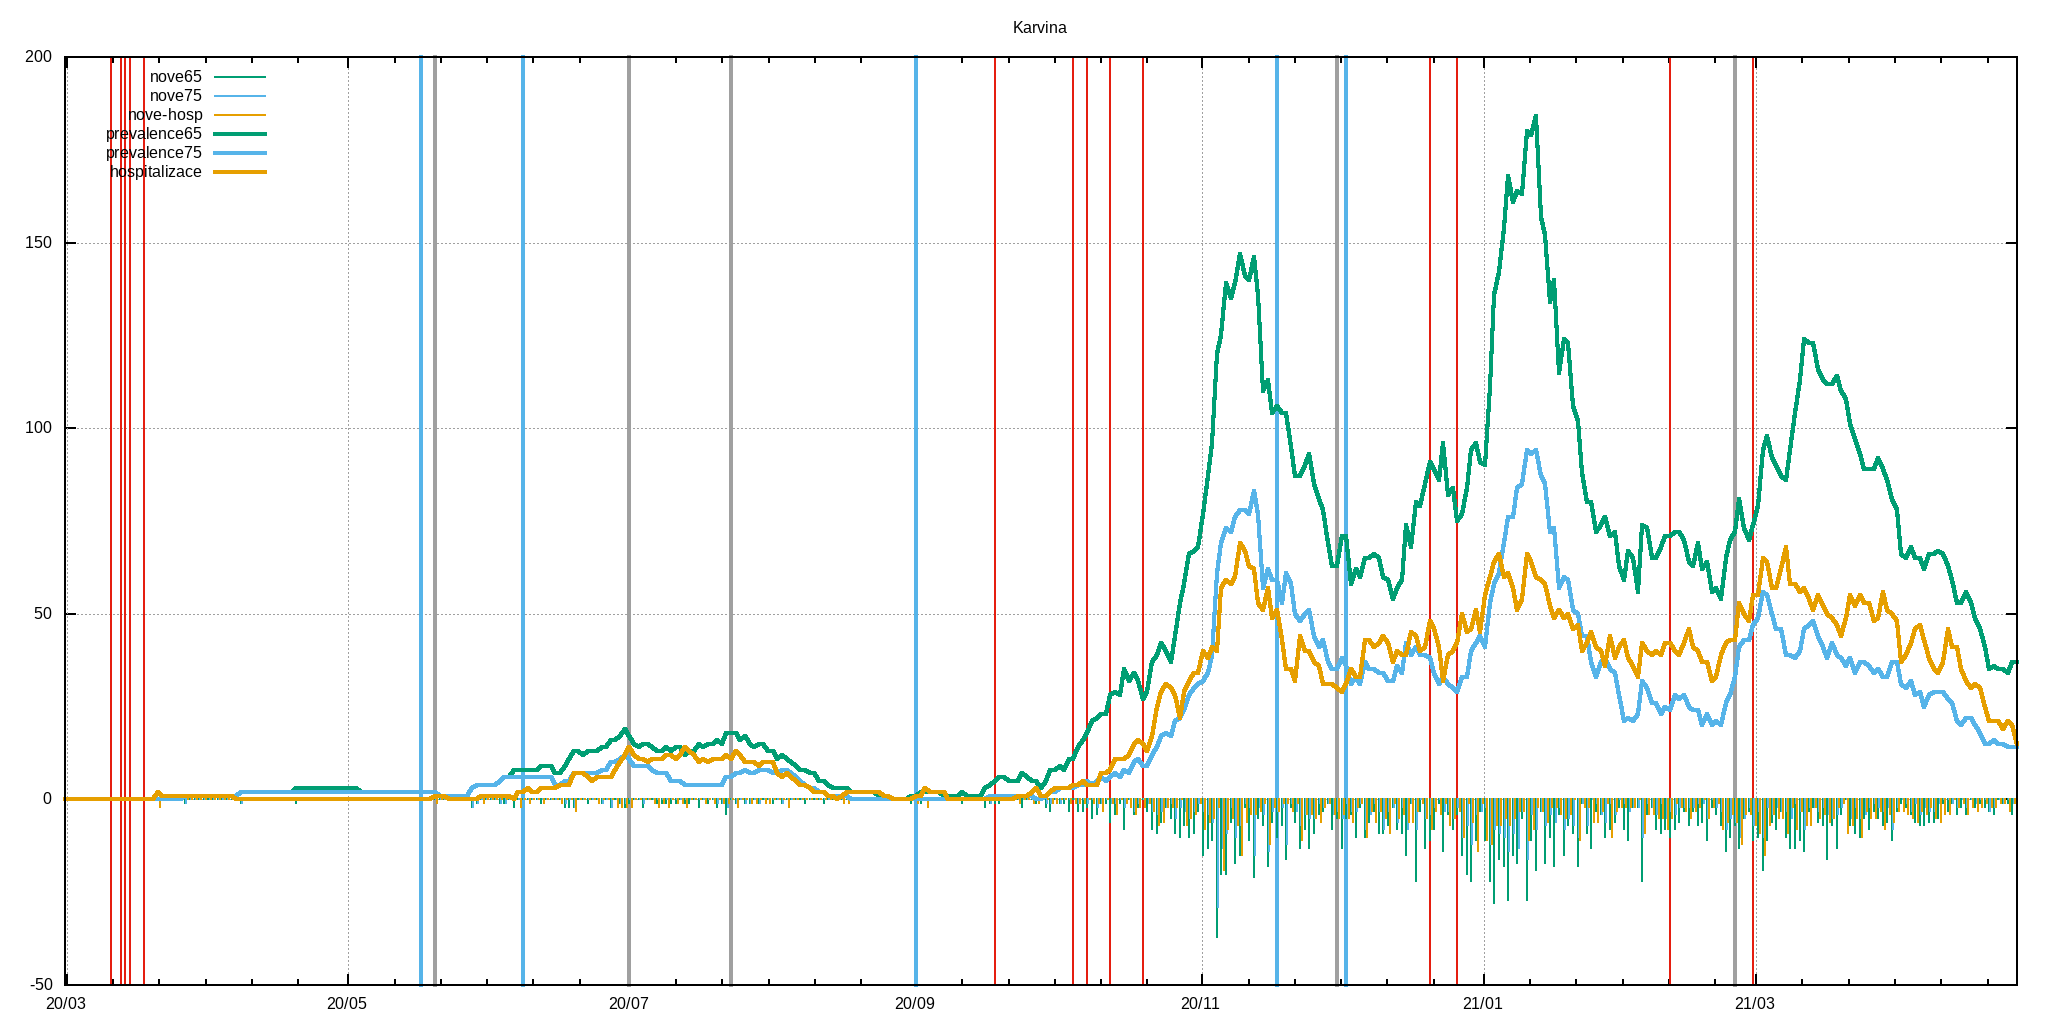 Karvina
200
nove65
nove75
nove-hosp
prevalence65
prevalence75
hospitalizace
150
100
50
0
-50
20/03 20/05 20/07 20/09 20/11 21/01 21/03